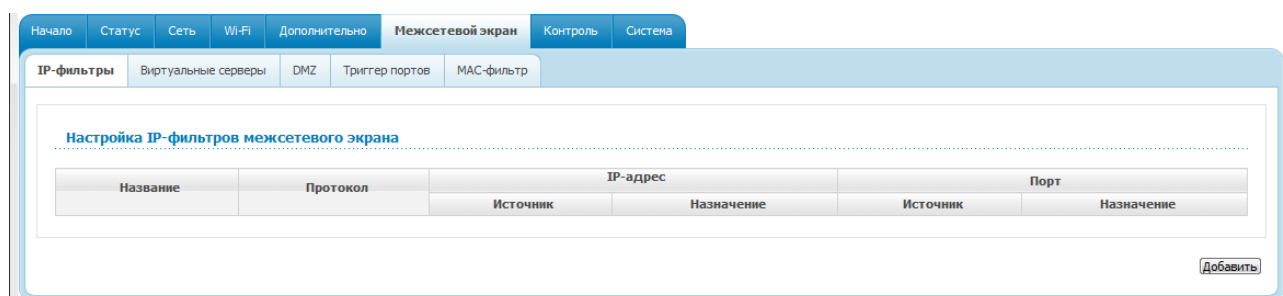 Начало Статус Сеть Wi-Fi Дополнительно Межсетевой экран Контроль Система
IP-фильтры Виртуальные серверы DMZ Триггер портов MAC-фильтр
Настройка IP-фильтров межсетевого экрана
Название Протокол IP-адрес Порт
Источник Назначение Источник Назначение
Добавить